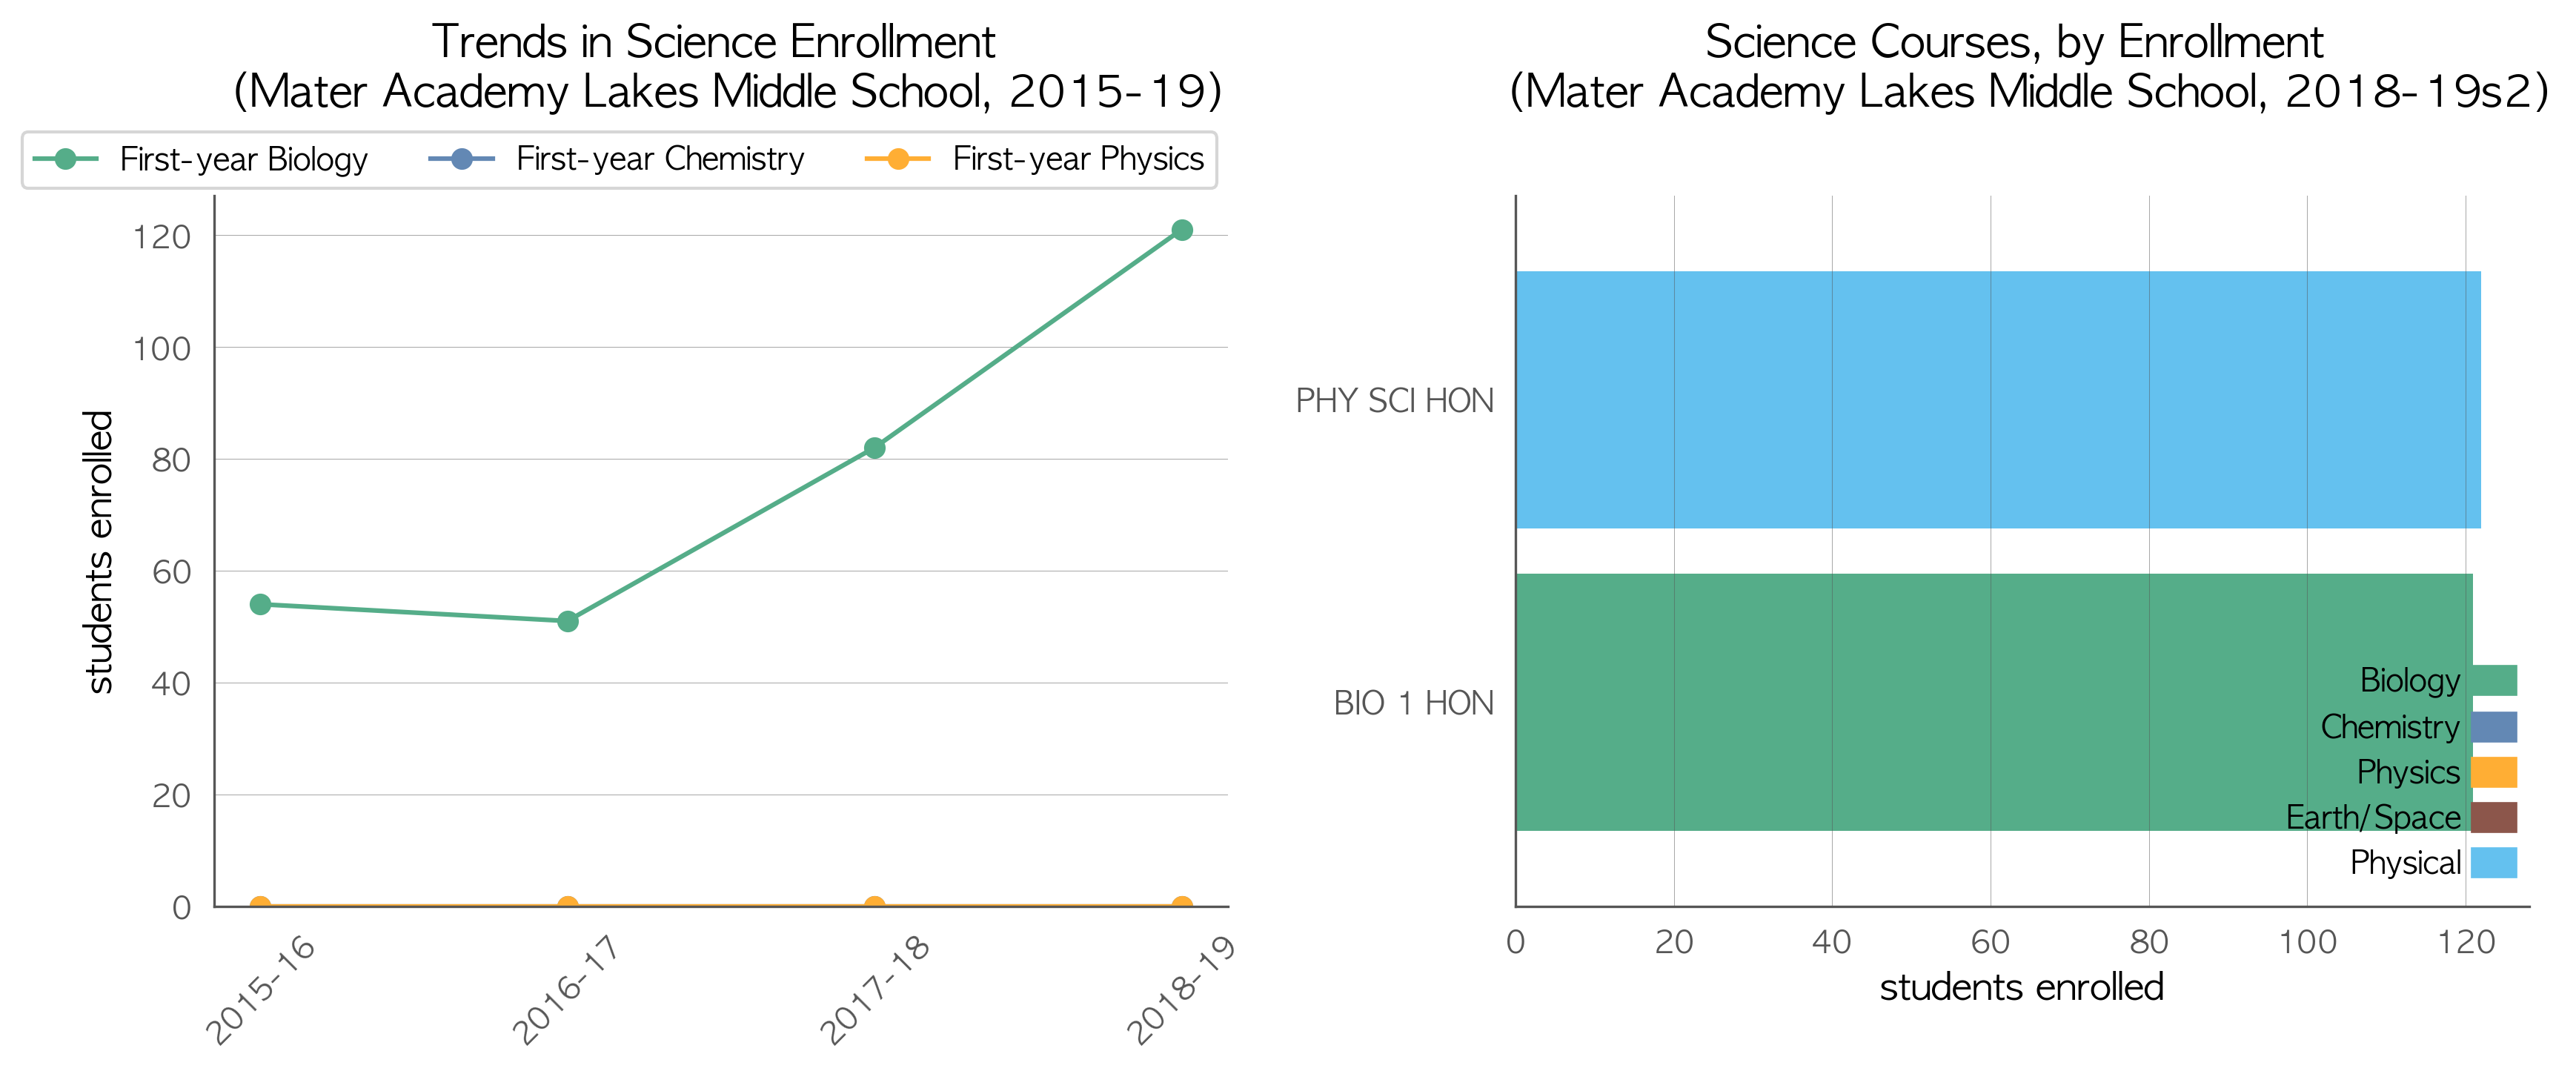 Trends in Science Enrollment
(Mater Academy Lakes Middle School, 2015-19)
First-year Biology First-year Chemistry First-year Physics
120
100
80
60
40
20
0
students enrolled
2015-16 2016-17 2017-18 2018-19
Science Courses, by Enrollment
(Mater Academy Lakes Middle School, 2018-19s2)
PHY SCI HON
BIO 1 HON
Biology
Chemistry
Physics
Earth/Space
Physical
0 20 40 60 80 100 120
students enrolled